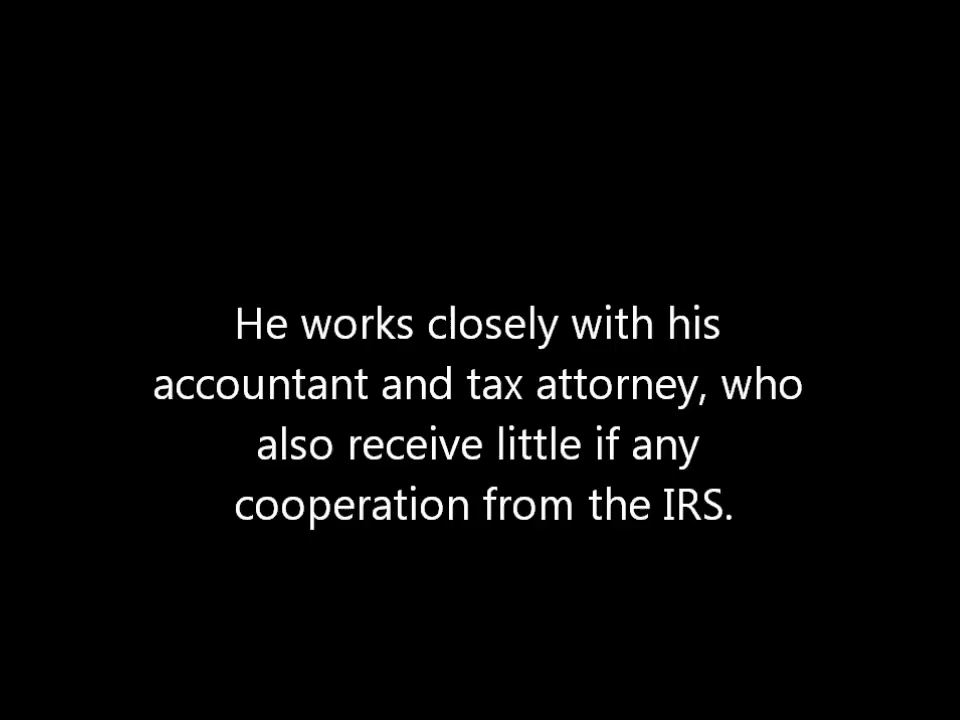 He works closely with his
accountant and tax attorney, who
also receive little if any
cooperation from the IRS.